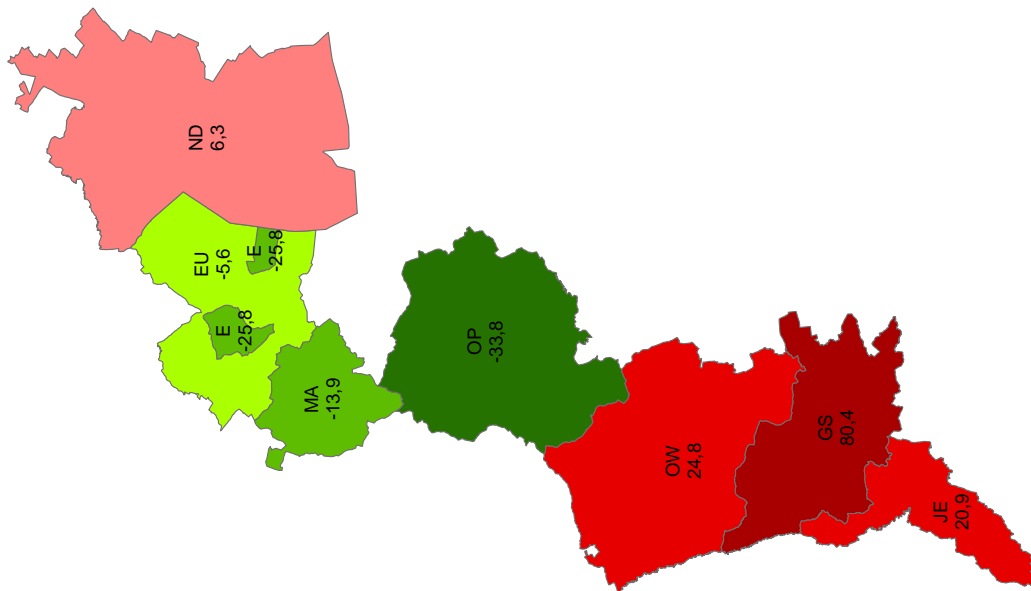 ND
6,3
EU
-5,6
E
-25,8
E
-25,8
MA
-13,9
OP
-33,8
OW
24,8
GS
80,4
JE
20,9